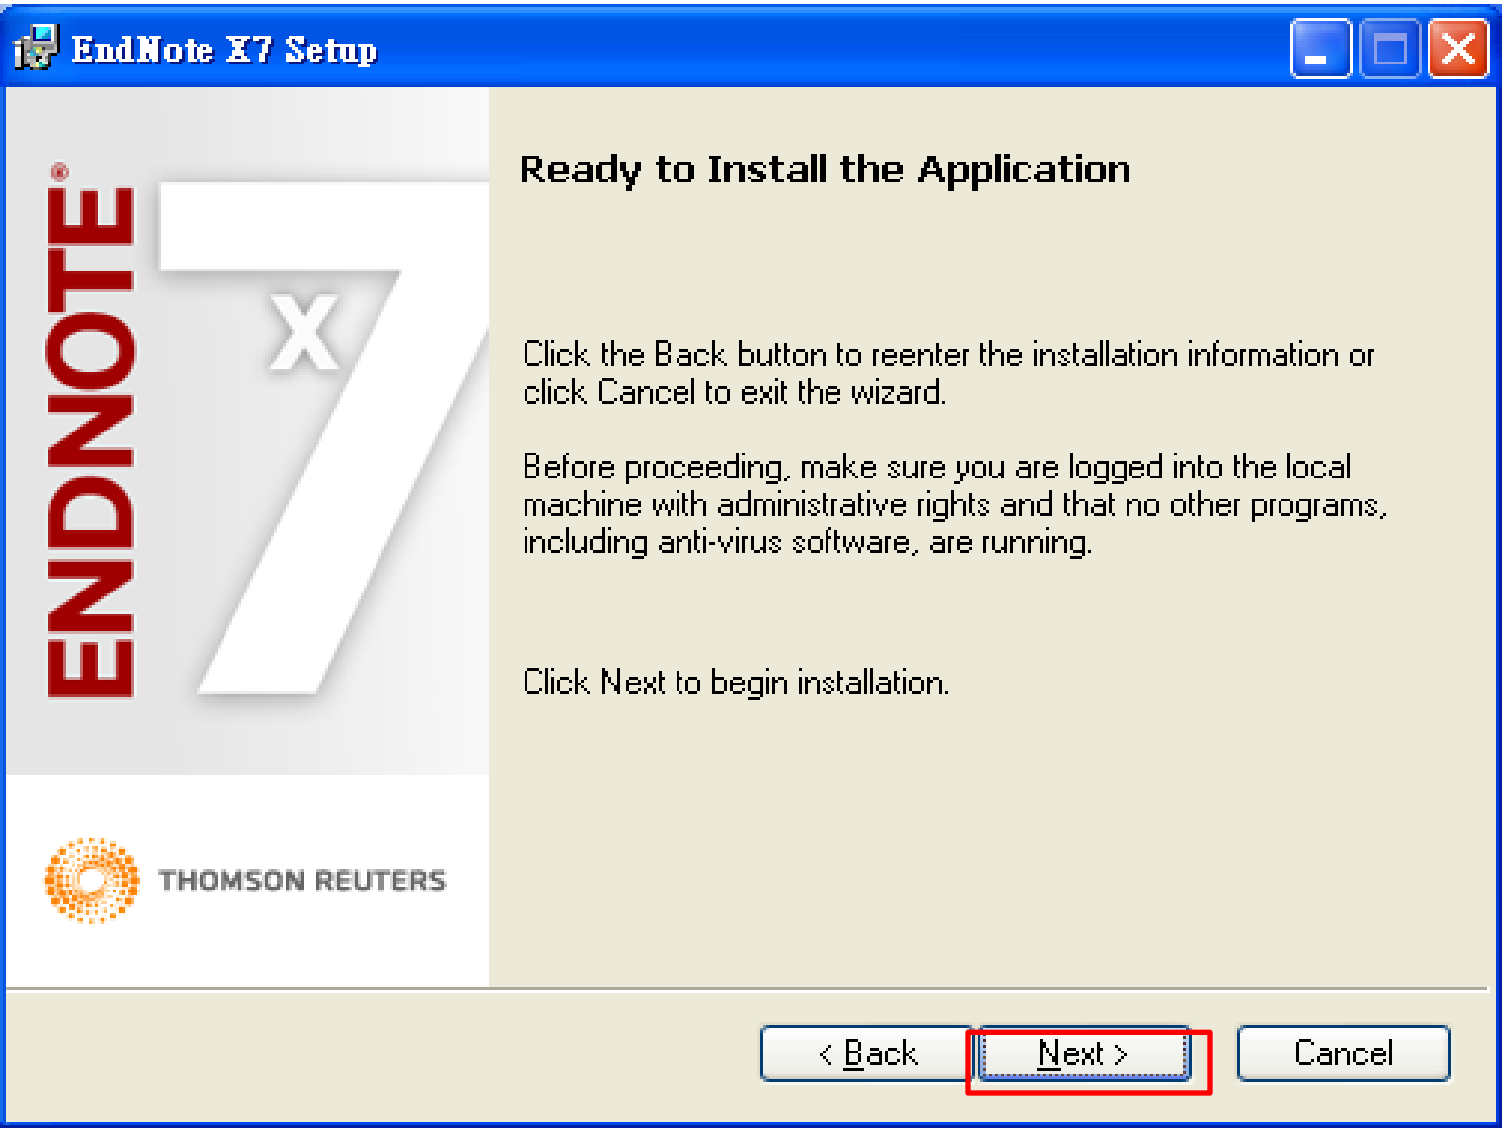 EndNote X7 Setup
ENDNOTE®
X7
THOMSON REUTERS
Ready to Install the Application
Click the Back button to reenter the installation information or
click Cancel to exit the wizard.
Before proceeding, make sure you are logged into the local
machine with administrative rights and that no other programs,
including anti-virus software, are running.
Click Next to begin installation.
< Back
Next >
Cancel